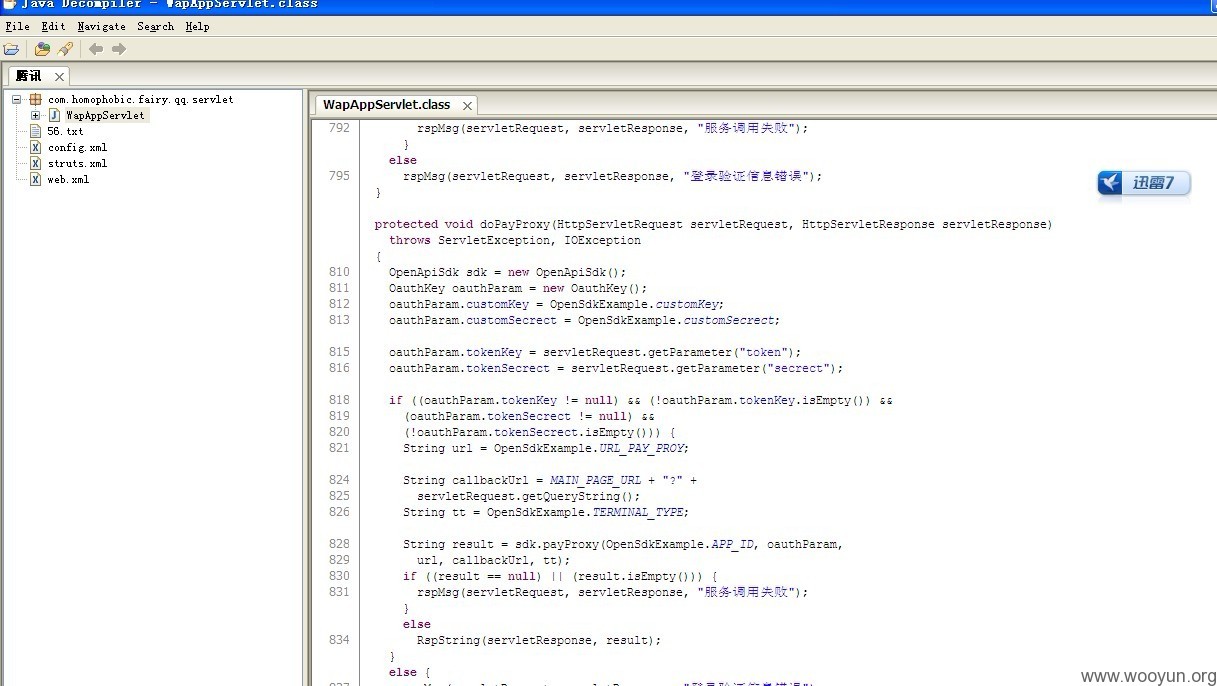 Java Decompiler - WapAppServlet.class
File Edit Navigate Search Help
腾讯
com.homophobic.fairy.qq.servlet
WapAppServlet
56.txt
config.xml
struts.xml
web.xml
WapAppServlet.class
792 rspMsg(servletRequest, servletResponse, "服务调用失败");
}
else
795 rspMsg(servletRequest, servletResponse, "登录验证信息错误");
}
protected void doPayProxy(HttpServletRequest servletRequest, HttpServletResponse servletResponse)
throws ServletException, IOException
{
810 OpenApiSdk sdk = new OpenApiSdk();
811 OauthKey oauthParam = new OauthKey();
812 oauthParam.customKey = OpenSdkExample.customKey;
813 oauthParam.customSecrect = OpenSdkExample.customSecrect;
815 oauthParam.tokenKey = servletRequest.getParameter("token");
816 oauthParam.tokenSecrect = servletRequest.getParameter("secrect");
818 if ((oauthParam.tokenKey != null) && (!oauthParam.tokenKey.isEmpty()) &&
819 (oauthParam.tokenSecrect != null) &&
820 (!oauthParam.tokenSecrect.isEmpty())) {
821 String url = OpenSdkExample.URL_PAY_PROY;
824 String callbackUrl = MAIN_PAGE_URL + "?" +
825 servletRequest.getQueryString();
826 String tt = OpenSdkExample.TERMINAL_TYPE;
828 String result = sdk.payProxy(OpenSdkExample.APP_ID, oauthParam,
829 url, callbackUrl, tt);
830 if ((result == null) || (result.isEmpty())) {
831 rspMsg(servletRequest, servletResponse, "服务调用失败");
}
else
834 RspString(servletResponse, result);
}
else {
迅雷7
www.wooyun.org